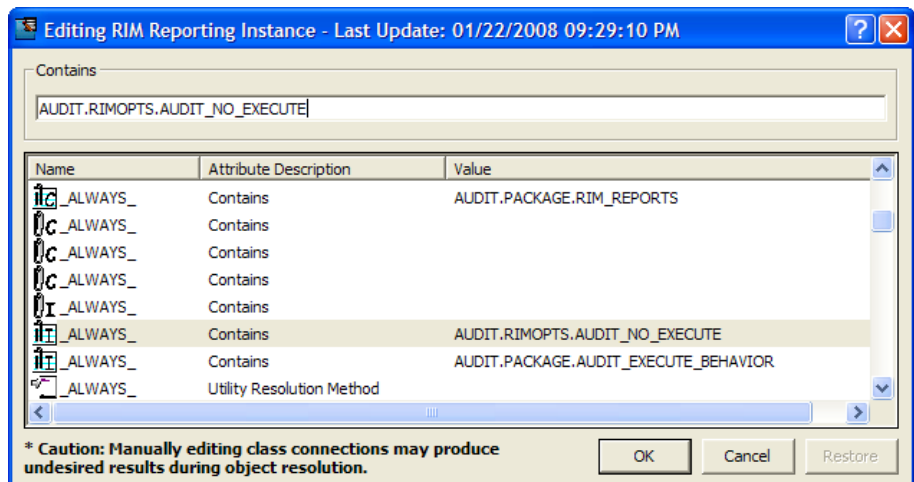 Editing RIM Reporting Instance - Last Update: 01/22/2008 09:29:10 PM
Contains
AUDIT.RIMOPTS.AUDIT_NO_EXECUTE
Name Attribute Description Value
_ALWAYS_ Contains AUDIT.PACKAGE.RIM_REPORTS
_ALWAYS_ Contains
_ALWAYS_ Contains
_ALWAYS_ Contains
_ALWAYS_ Contains
_ALWAYS_ Contains AUDIT.RIMOPTS.AUDIT_NO_EXECUTE
_ALWAYS_ Contains AUDIT.PACKAGE.AUDIT_EXECUTE_BEHAVIOR
_ALWAYS_ Utility Resolution Method
* Caution: Manually editing class connections may produce
undesired results during object resolution.
OK Cancel Restore